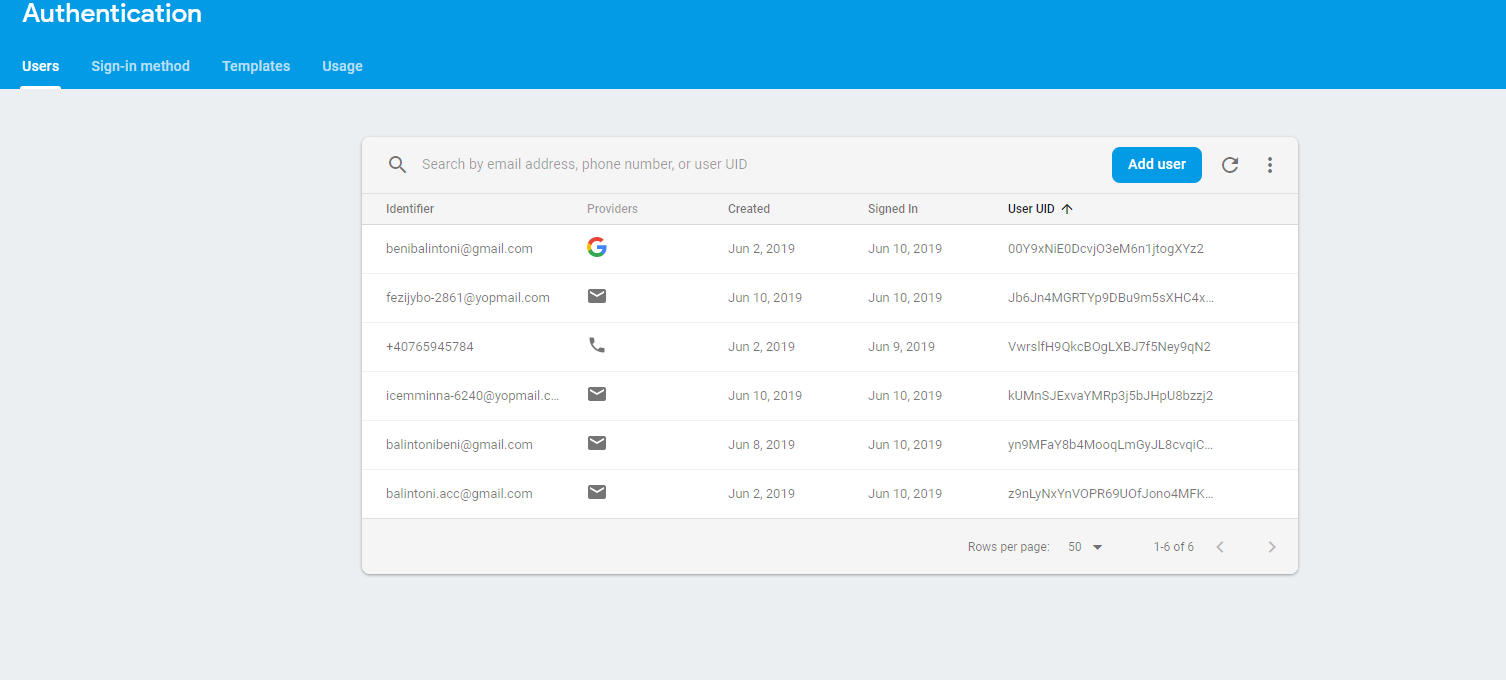 Authentication
Users Sign-in method Templates Usage
Search by email address, phone number, or user UID Add user
Identifier Providers Created Signed In User UID
benibalintoni@gmail.com Jun 2, 2019 Jun 10, 2019 00Y9xNiE0DcvjO3eM6n1jtogXYz2
fezijybo-2861@yopmail.com Jun 10, 2019 Jun 10, 2019 Jb6Jn4MGRTYp9DBu9m5sXHC4x...
+40765945784 Jun 2, 2019 Jun 9, 2019 VwrslfH9QkcBOgLXBJ7f5Ney9qN2
icemminna-6240@yopmail.c... Jun 10, 2019 Jun 10, 2019 kUMnSJExvaYMRp3j5bJHpU8bzzj2
balintonibeni@gmail.com Jun 8, 2019 Jun 10, 2019 yn9MFaY8b4MooqLmGyJL8cvqiC...
balintoni.acc@gmail.com Jun 2, 2019 Jun 10, 2019 z9nLyNxYnVOPR69UOfJono4MFK...
Rows per page: 50 1-6 of 6